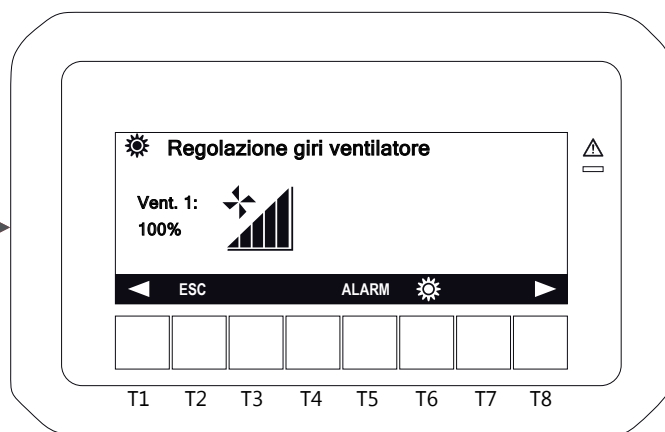 Regolazione giri ventilatore
Vent. 1:
100%
ESC ALARM
T1 T2 T3 T4 T5 T6 T7 T8